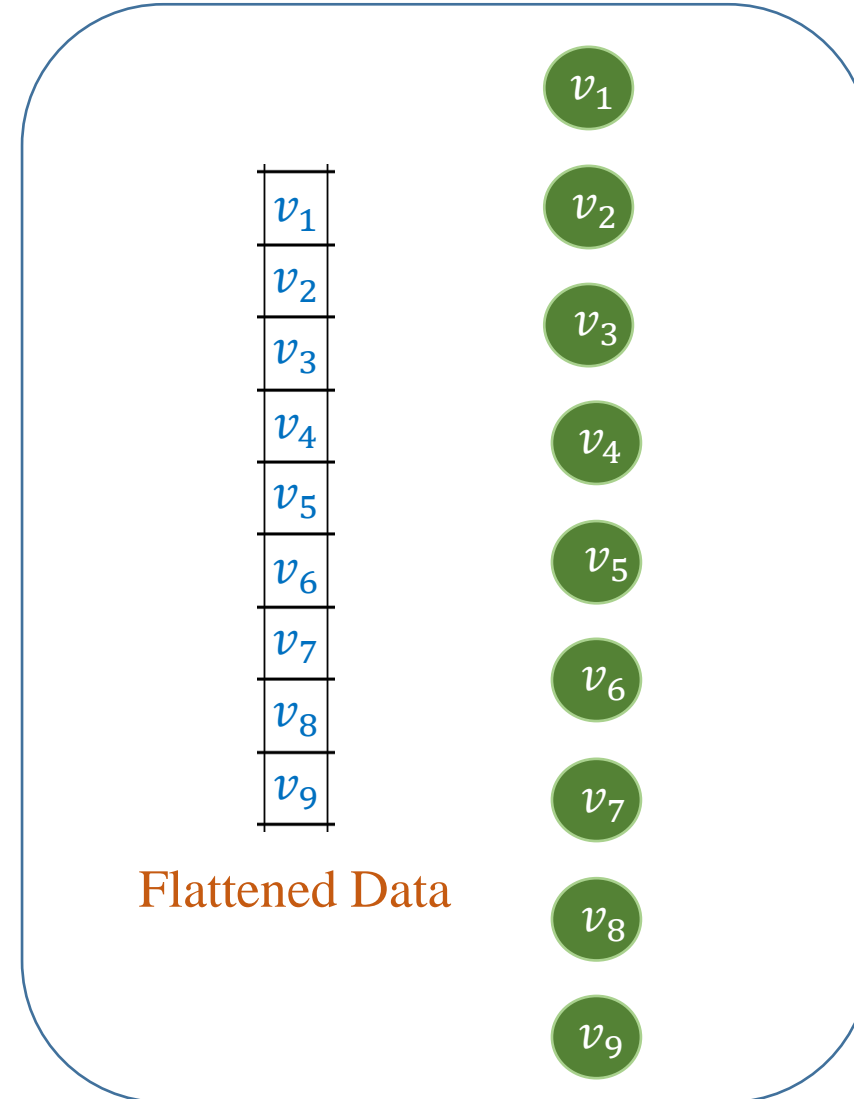 v₁
v₂
v₃
v₄
v₅
v₆
v₇
v₈
v₉
Flattened Data
v₁
v₂
v₃
v₄
v₅
v₆
v₇
v₈
v₉